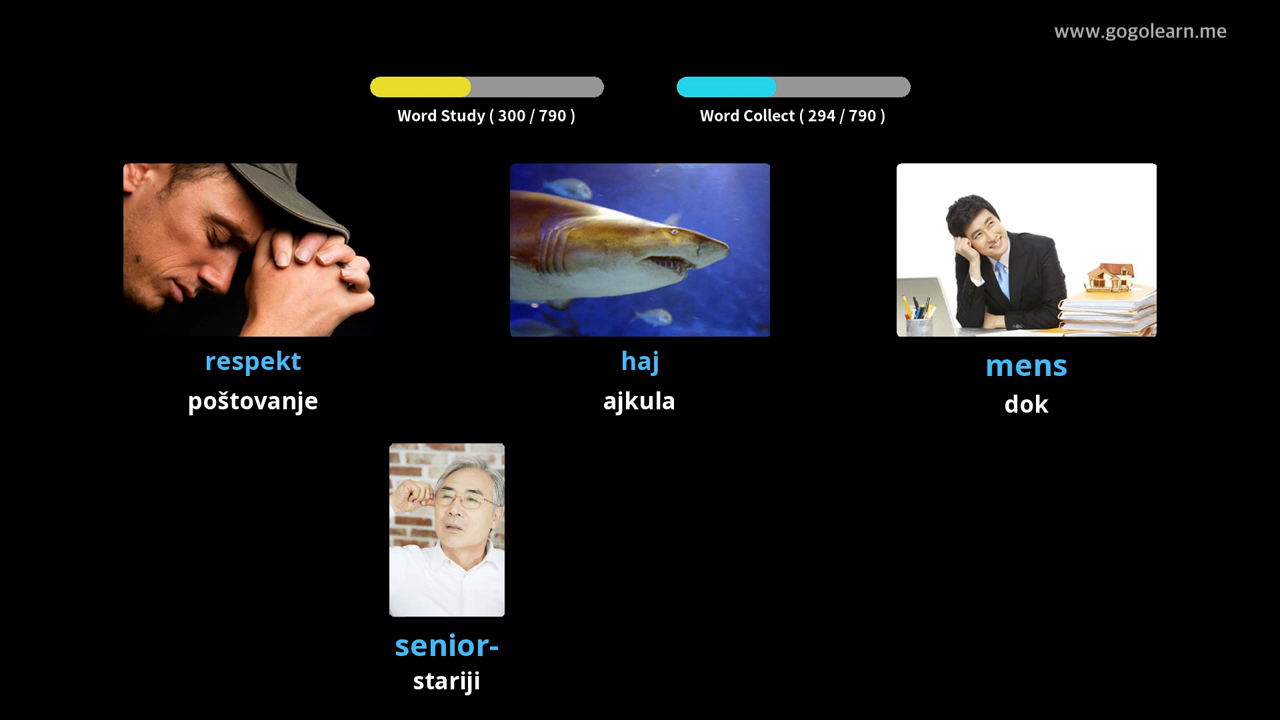 www.gogolearn.me
Word Study ( 300 / 790 )
Word Collect ( 294 / 790 )
respekt
haj
mens
poštovanje
ajkula
dok
senior-
stariji